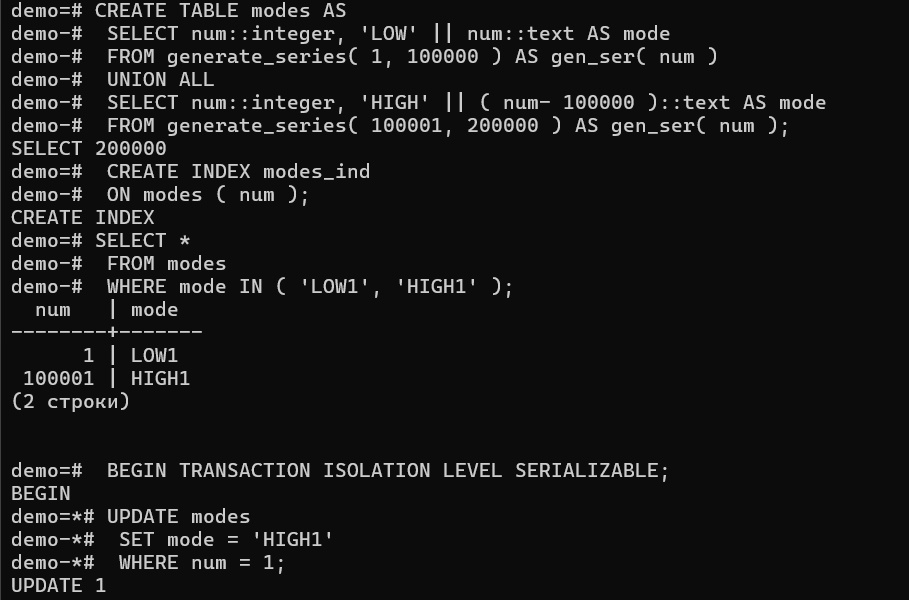 demo=# CREATE TABLE modes AS
demo-#  SELECT num::integer, 'LOW' || num::text AS mode
demo-#  FROM generate_series( 1, 100000 ) AS gen_ser( num )
demo-#  UNION ALL
demo-#  SELECT num::integer, 'HIGH' || ( num- 100000 )::text AS mode
demo-#  FROM generate_series( 100001, 200000 ) AS gen_ser( num );
SELECT 200000
demo=#  CREATE INDEX modes_ind
demo-#  ON modes ( num );
CREATE INDEX
demo=# SELECT *
demo-#  FROM modes
demo-#  WHERE mode IN ( 'LOW1', 'HIGH1' );
  num   | mode
--------+-------
      1 | LOW1
 100001 | HIGH1
(2 строки)
demo=#  BEGIN TRANSACTION ISOLATION LEVEL SERIALIZABLE;
BEGIN
demo=*# UPDATE modes
demo-*#  SET mode = 'HIGH1'
demo-*#  WHERE num = 1;
UPDATE 1